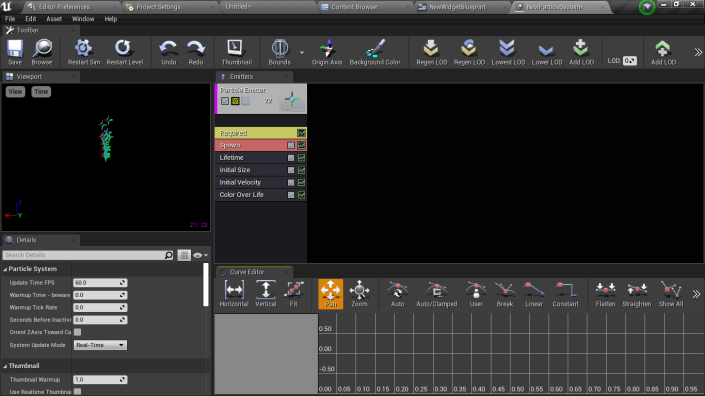 Editor Preferences
Project Settings
Untitled*
Content Browser
NewWidgetBlueprint
NewParticleSystem*
File Edit Asset Window Help
Toolbar
Save Browse Restart Sim Restart Level Undo Redo Thumbnail Bounds Origin Axis Background Color Regen LOD Regen LOD Lowest LOD Lower LOD Add LOD LOD: 0 Add LOD
Viewport
View Time
Emitters
Particle Emitter
22
Required
Spawn
Lifetime
Initial Size
Initial Velocity
Color Over Life
X
Y
Details
Search Details
Particle System
Update Time FPS 60.0
Warmup Time - beware 0.0
Warmup Tick Rate 0.0
Seconds Before Inactive 0.0
Orient ZAxis Toward Ca
System Update Mode Real-Time
Thumbnail
Thumbnail Warmup 1.0
Use Realtime Thumbnail
Curve Editor
Horizontal Vertical Fit Pan Zoom Auto Auto/Clamped User Break Linear Constant Flatten Straighten Show All
0.50
0.00
-0.50
0.00 0.05 0.10 0.15 0.20 0.25 0.30 0.35 0.40 0.45 0.50 0.55 0.60 0.65 0.70 0.75 0.80 0.85 0.90 0.95